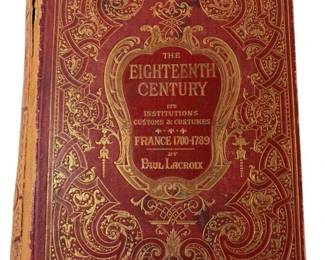 THE
EIGHTEENTH
CENTURY
ITS
INSTITUTIONS
CUSTOMS & COSTUMES
FRANCE 1700-1789
BY
PAUL LACROIX